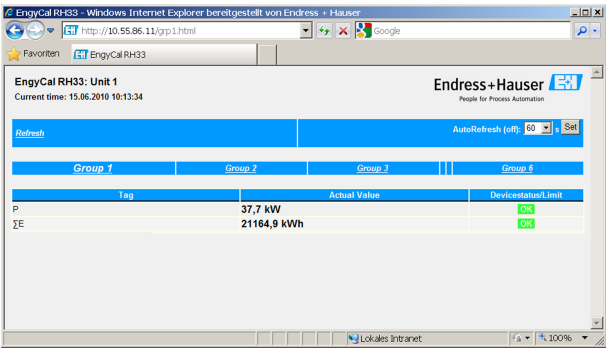 EngyCal RH33 - Windows Internet Explorer bereitgestellt von Endress + Hauser
http://10.55.86.11/grp1.html
Google
Favoriten
EngyCal RH33
EngyCal RH33: Unit 1
Current time: 15.06.2010 10:13:34
Endress+Hauser
EH
People for Process Automation
Refresh
AutoRefresh (off): 60 s Set
Group 1 Group 2 Group 3 Group 6
Tag Actual Value Devicestatus/Limit
P 37,7 kW OK
∑E 21164,9 kWh OK
Lokales Intranet
100%